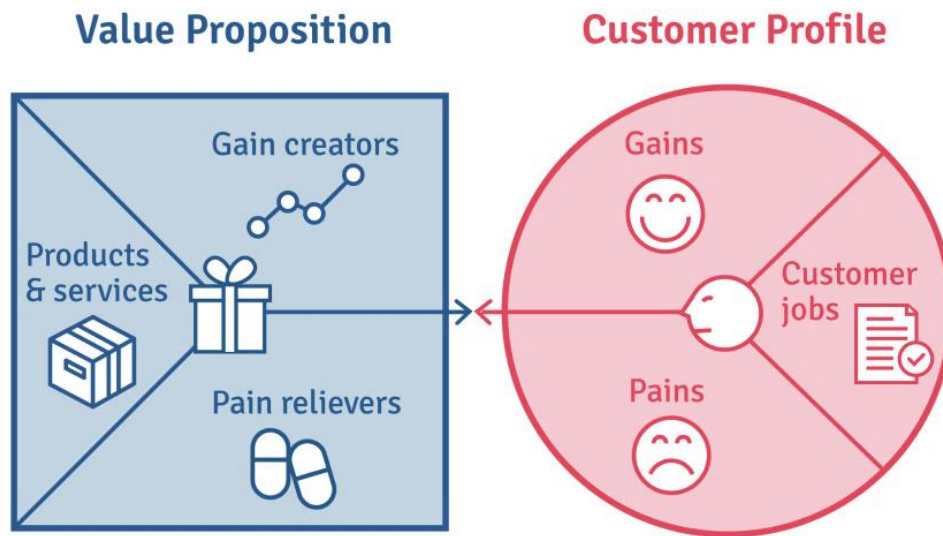 Value Proposition
Customer Profile
Gain creators
Products
& services
Pain relievers
Gains
Customer
jobs
Pains